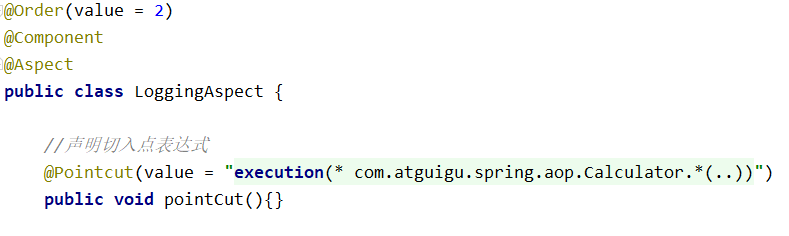 @Order(value = 2)
@Component
@Aspect
public class LoggingAspect {
//声明切入点表达式
@Pointcut(value = "execution(* com.atguigu.spring.aop.Calculator.*(..))")
public void pointCut(){}